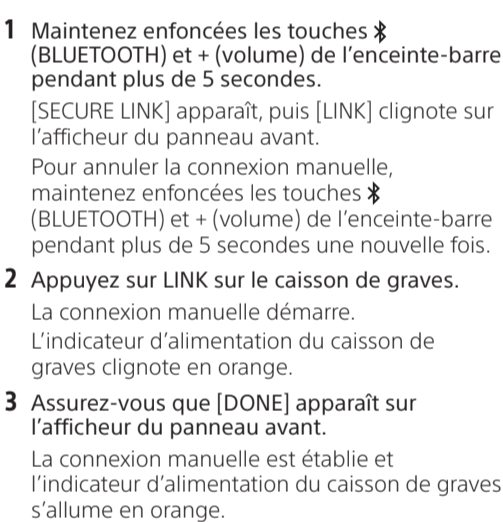 1 Maintenez enfoncées les touches 
(BLUETOOTH) et + (volume) de l’enceinte-barre
pendant plus de 5 secondes.
[SECURE LINK] apparaît, puis [LINK] clignote sur
l’afficheur du panneau avant.
Pour annuler la connexion manuelle,
maintenez enfoncées les touches 
(BLUETOOTH) et + (volume) de l’enceinte-barre
pendant plus de 5 secondes une nouvelle fois.
2 Appuyez sur LINK sur le caisson de graves.
La connexion manuelle démarre.
L’indicateur d’alimentation du caisson de
graves clignote en orange.
3 Assurez-vous que [DONE] apparaît sur
l’afficheur du panneau avant.
La connexion manuelle est établie et
l’indicateur d’alimentation du caisson de graves
s’allume en orange.